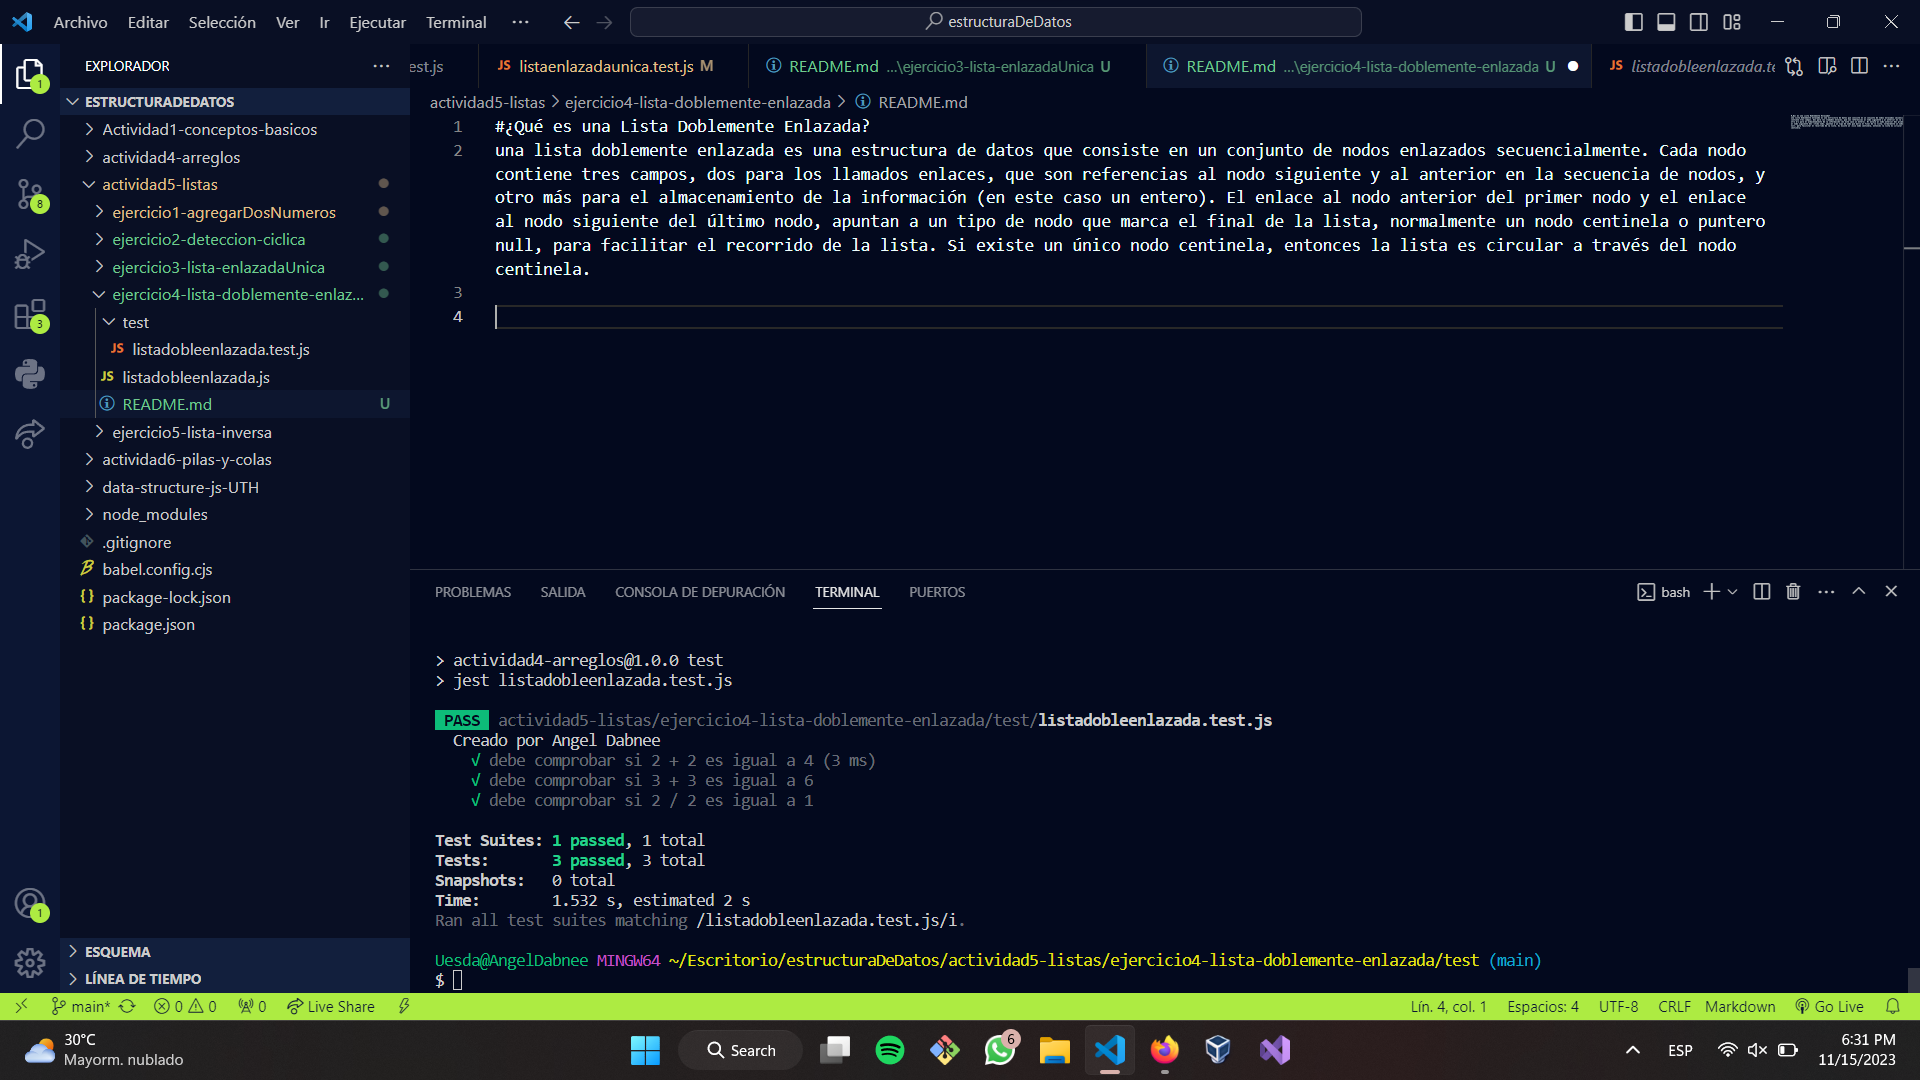 Archivo Editar Selección Ver Ir Ejecutar Terminal ··· estructuraDeDatos
EXPLORADOR ···
ESTRUCTURADEDATOS
Actividad1-conceptos-basicos
actividad4-arreglos
actividad5-listas
ejercicio1-agregarDosNumeros
ejercicio2-deteccion-ciclica
ejercicio3-lista-enlazadaUnica
ejercicio4-lista-doblemente-enlaz...
test
JS listadobleenlazada.test.js
JS listadobleenlazada.js
README.md U
ejercicio5-lista-inversa
actividad6-pilas-y-colas
data-structure-js-UTH
node_modules
.gitignore
babel.config.cjs
{} package-lock.json
{} package.json
ESQUEMA
LÍNEA DE TIEMPO
1
8
3
1
est.js JS listaenlazadaunica.test.js M README.md ...\ejercicio3-lista-enlazadaUnica U README.md ...\ejercicio4-lista-doblemente-enlazada U JS listadobleenlazada.te
actividad5-listas > ejercicio4-lista-doblemente-enlazada > README.md
1 #¿Qué es una Lista Doblemente Enlazada?
2 una lista doblemente enlazada es una estructura de datos que consiste en un conjunto de nodos enlazados secuencialmente. Cada nodo
contiene tres campos, dos para los llamados enlaces, que son referencias al nodo siguiente y al anterior en la secuencia de nodos, y
otro más para el almacenamiento de la información (en este caso un entero). El enlace al nodo anterior del primer nodo y el enlace
al nodo siguiente del último nodo, apuntan a un tipo de nodo que marca el final de la lista, normalmente un nodo centinela o puntero
null, para facilitar el recorrido de la lista. Si existe un único nodo centinela, entonces la lista es circular a través del nodo
centinela.
3
4
PROBLEMAS SALIDA CONSOLA DE DEPURACIÓN TERMINAL PUERTOS bash
> actividad4-arreglos@1.0.0 test
> jest listadobleenlazada.test.js
PASS actividad5-listas/ejercicio4-lista-doblemente-enlazada/test/listadobleenlazada.test.js
Creado por Angel Dabnee
√ debe comprobar si 2 + 2 es igual a 4 (3 ms)
√ debe comprobar si 3 + 3 es igual a 6
√ debe comprobar si 2 / 2 es igual a 1
Test Suites: 1 passed, 1 total
Tests: 3 passed, 3 total
Snapshots: 0 total
Time: 1.532 s, estimated 2 s
Ran all test suites matching /listadobleenlazada.test.js/i.
Uesda@AngelDabnee MINGW64 ~/Escritorio/estructuraDeDatos/actividad5-listas/ejercicio4-lista-doblemente-enlazada/test (main)
$
main* 0 0 0 Live Share Lín. 4, col. 1 Espacios: 4 UTF-8 CRLF Markdown Go Live
30°C
Mayorm. nublado
Search
6
ESP
6:31 PM
11/15/2023